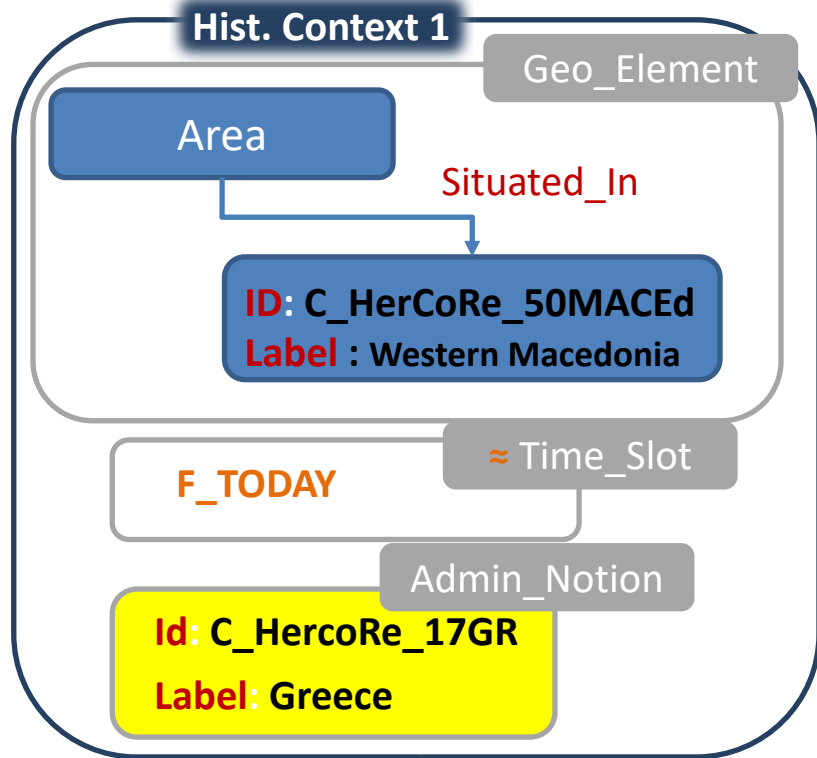 Hist. Context 1
Geo_Element
Area
Situated_In
ID: C_HerCoRe_50MACEd
Label : Western Macedonia
≈ Time_Slot
F_TODAY
Admin_Notion
Id: C_HercoRe_17GR
Label: Greece